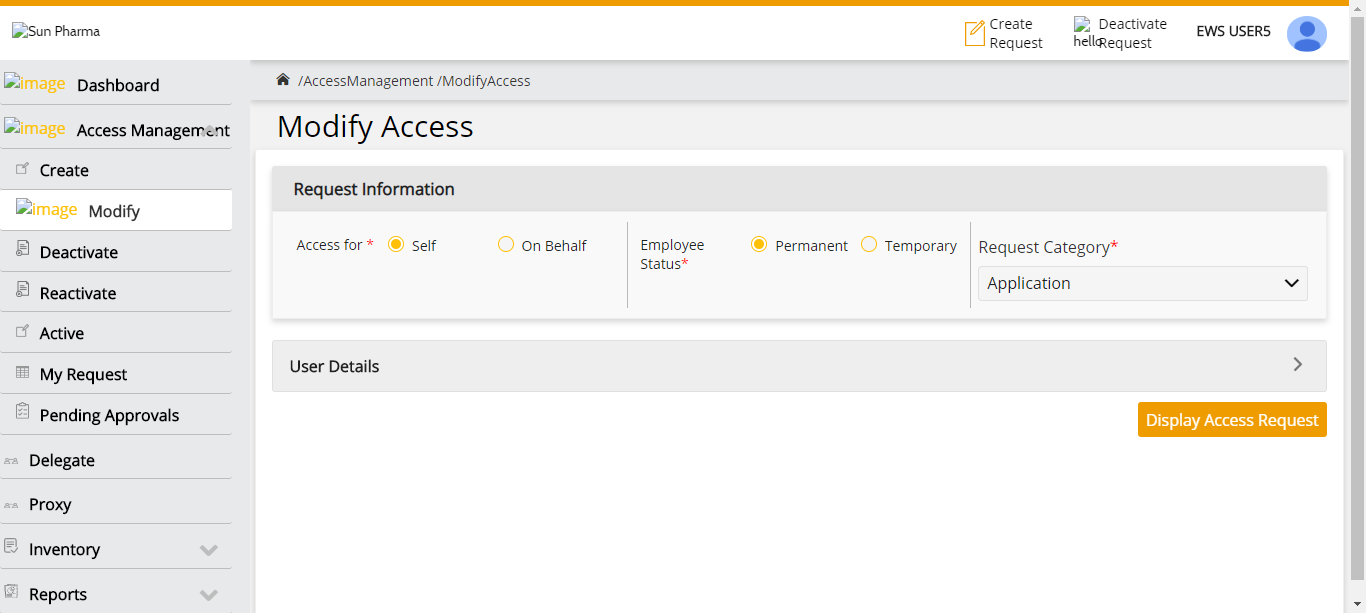 Sun Pharma
Create
Request
hello
Deactivate
Request
EWS USER5
image Dashboard
image Access Management
Create
image Modify
Deactivate
Reactivate
Active
My Request
Pending Approvals
Delegate
Proxy
Inventory
Reports
/AccessManagement /ModifyAccess
Modify Access
Request Information
Access for * Self On Behalf
Employee
Status*
Permanent Temporary
Request Category*
Application
User Details
Display Access Request